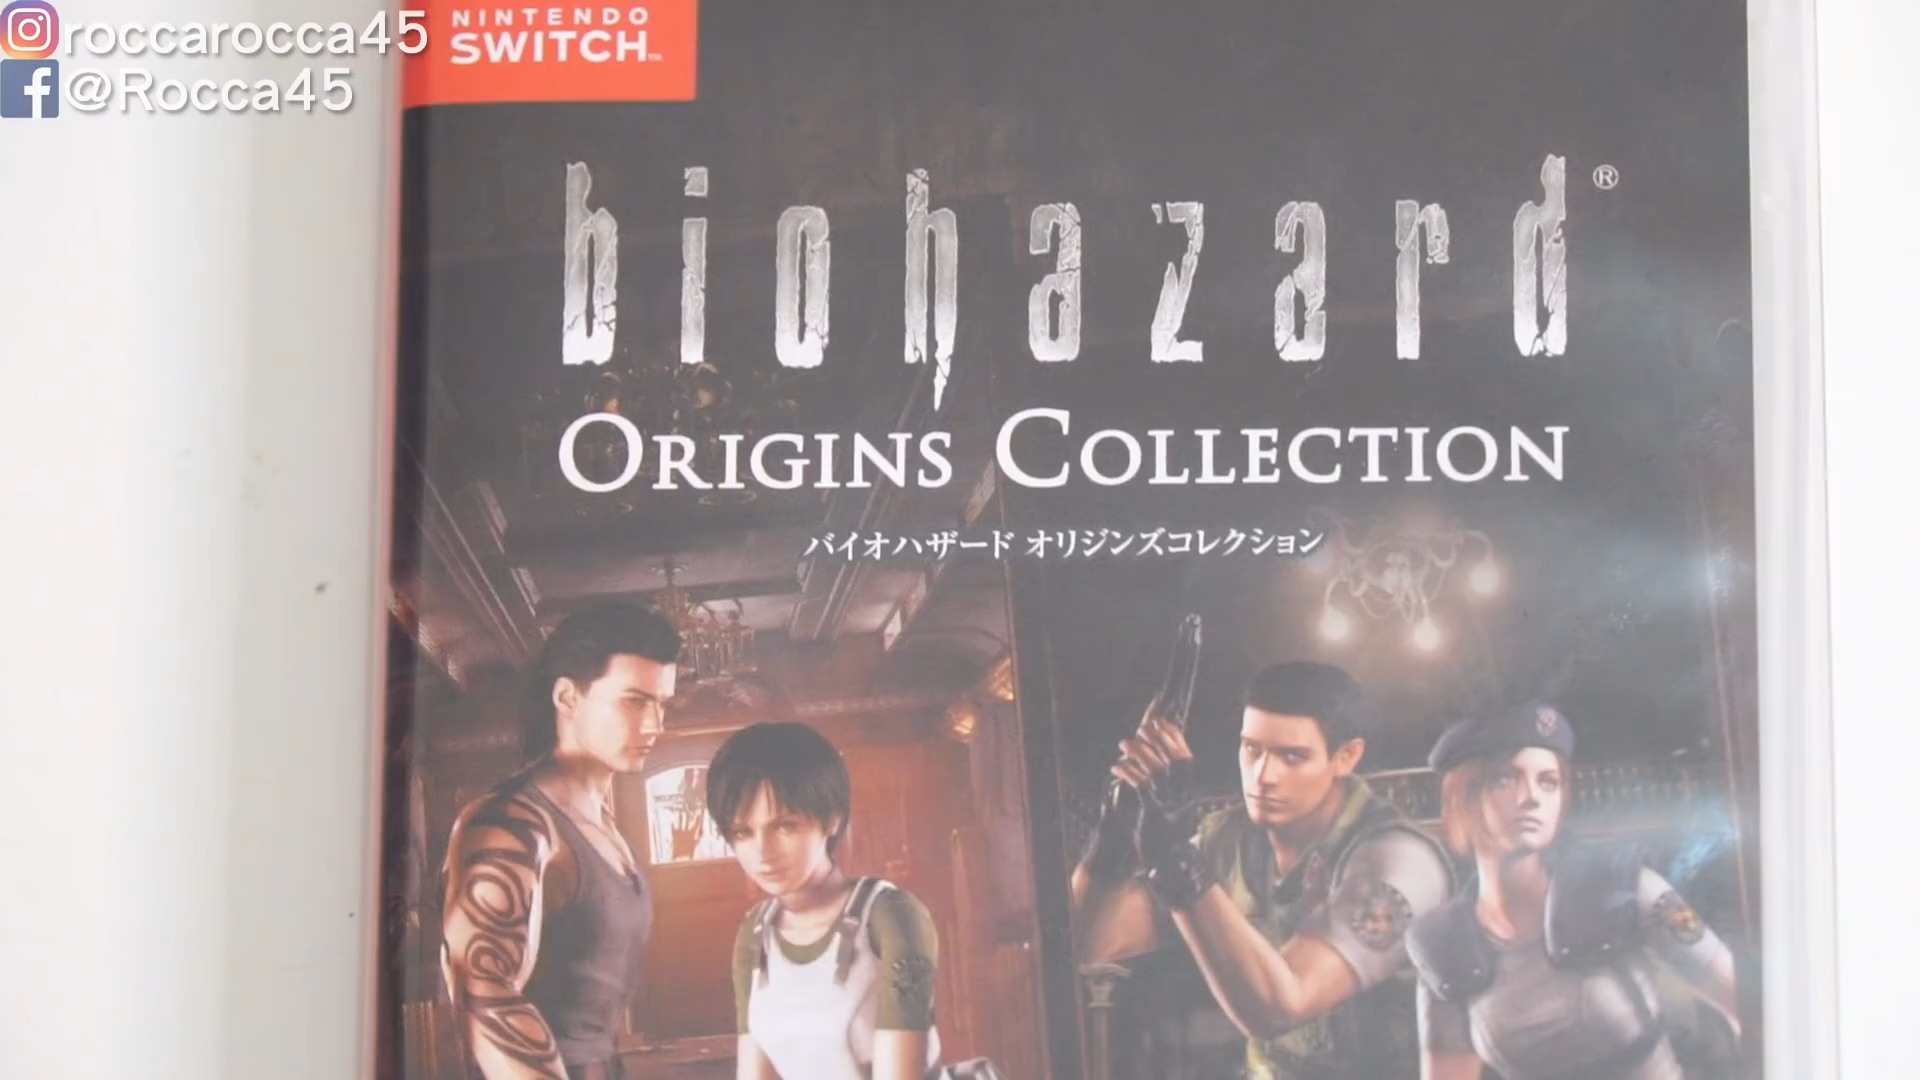 roccarocca45
@Rocca45
NINTENDO
SWITCH™
biohazard®
ORIGINS COLLECTION
バイオハザード オリジンズコレクション